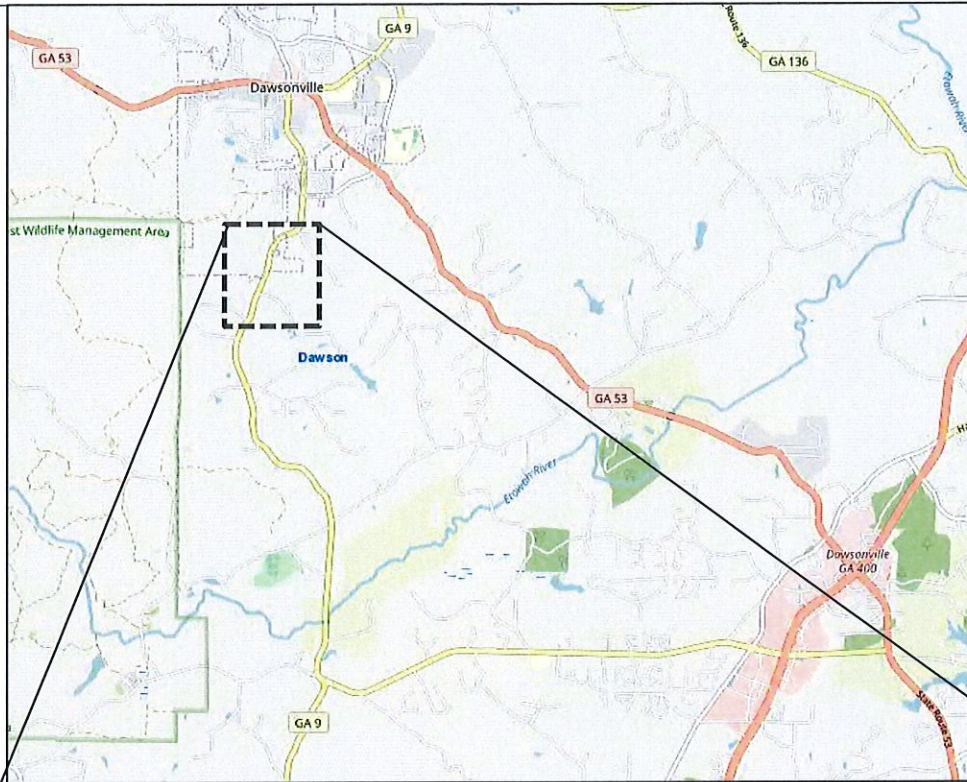 GA 9
GA 53
Route 136
GA 136
Dawsonville
Etowah River
st Wildlife Management Area
Dawson
GA 53
Etowah River
Dawsonville
GA 400
GA 9
State Route 53